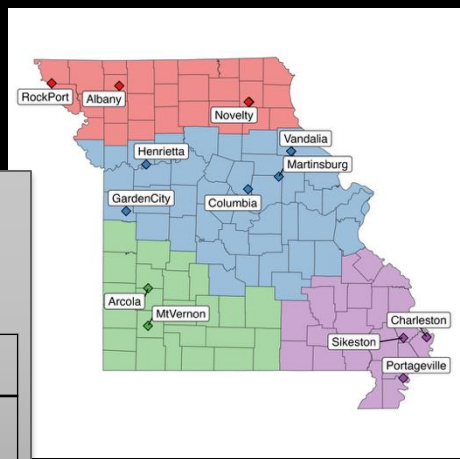 RockPort
Albany
Novelty
Vandalia
Henrietta
Martinsburg
GardenCity
Columbia
Arcola
MtVernon
Charleston
Sikeston
Portageville